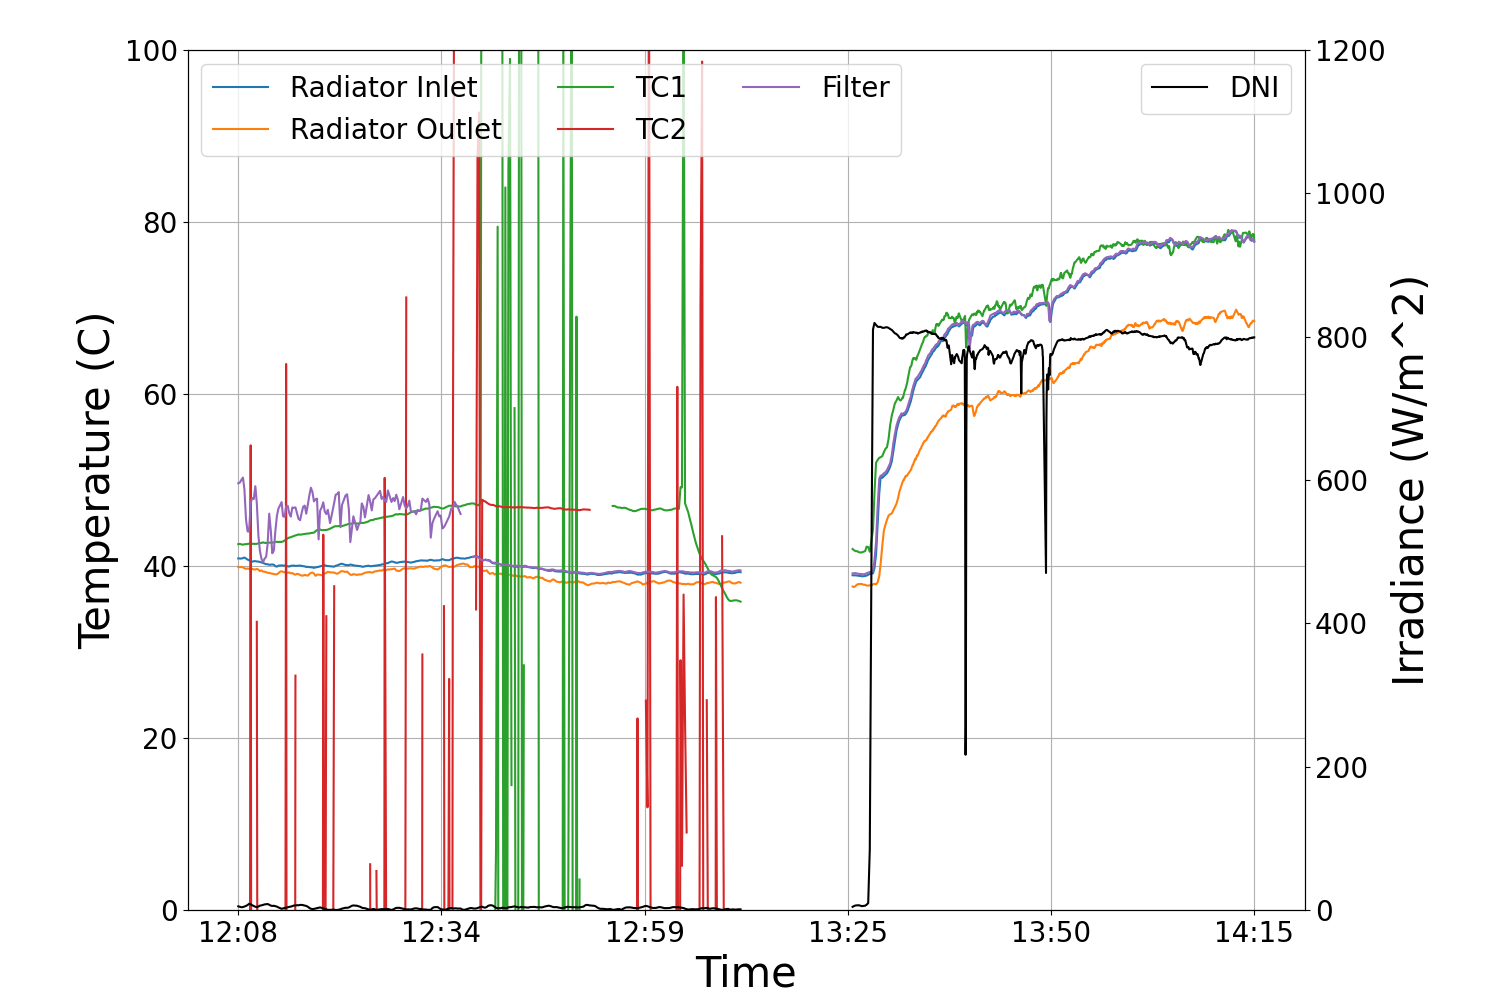 Radiator Inlet
Radiator Outlet
TC1
TC2
Filter
DNI
Temperature (C)
100
80
60
40
20
0
1200
1000
800
600
400
200
0
Irradiance (W/m^2)
12:08
12:34
12:59
13:25
13:50
14:15
Time